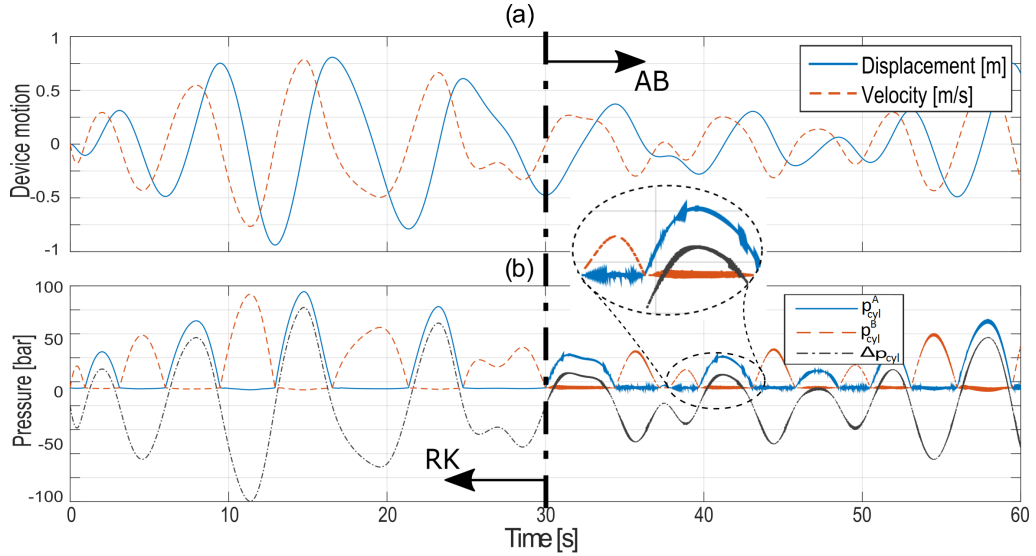 (a)
1
0.5
0
-0.5
-1
Device motion
AB
Displacement [m]
Velocity [m/s]
(b)
100
50
0
-50
-100
Pressure [bar]
p_cyl^A
p_cyl^B
Δp_cyl
RK
0 10 20 30 40 50 60
Time [s]